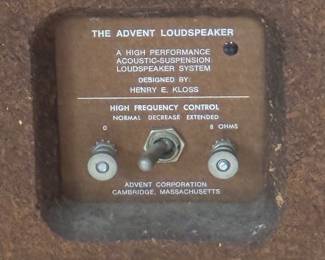 THE ADVENT LOUDSPEAKER
A HIGH PERFORMANCE
ACOUSTIC-SUSPENSION
LOUDSPEAKER SYSTEM
DESIGNED BY:
HENRY E. KLOSS
HIGH FREQUENCY CONTROL
NORMAL DECREASE EXTENDED
0 8 OHMS
ADVENT CORPORATION
CAMBRIDGE, MASSACHUSETTS